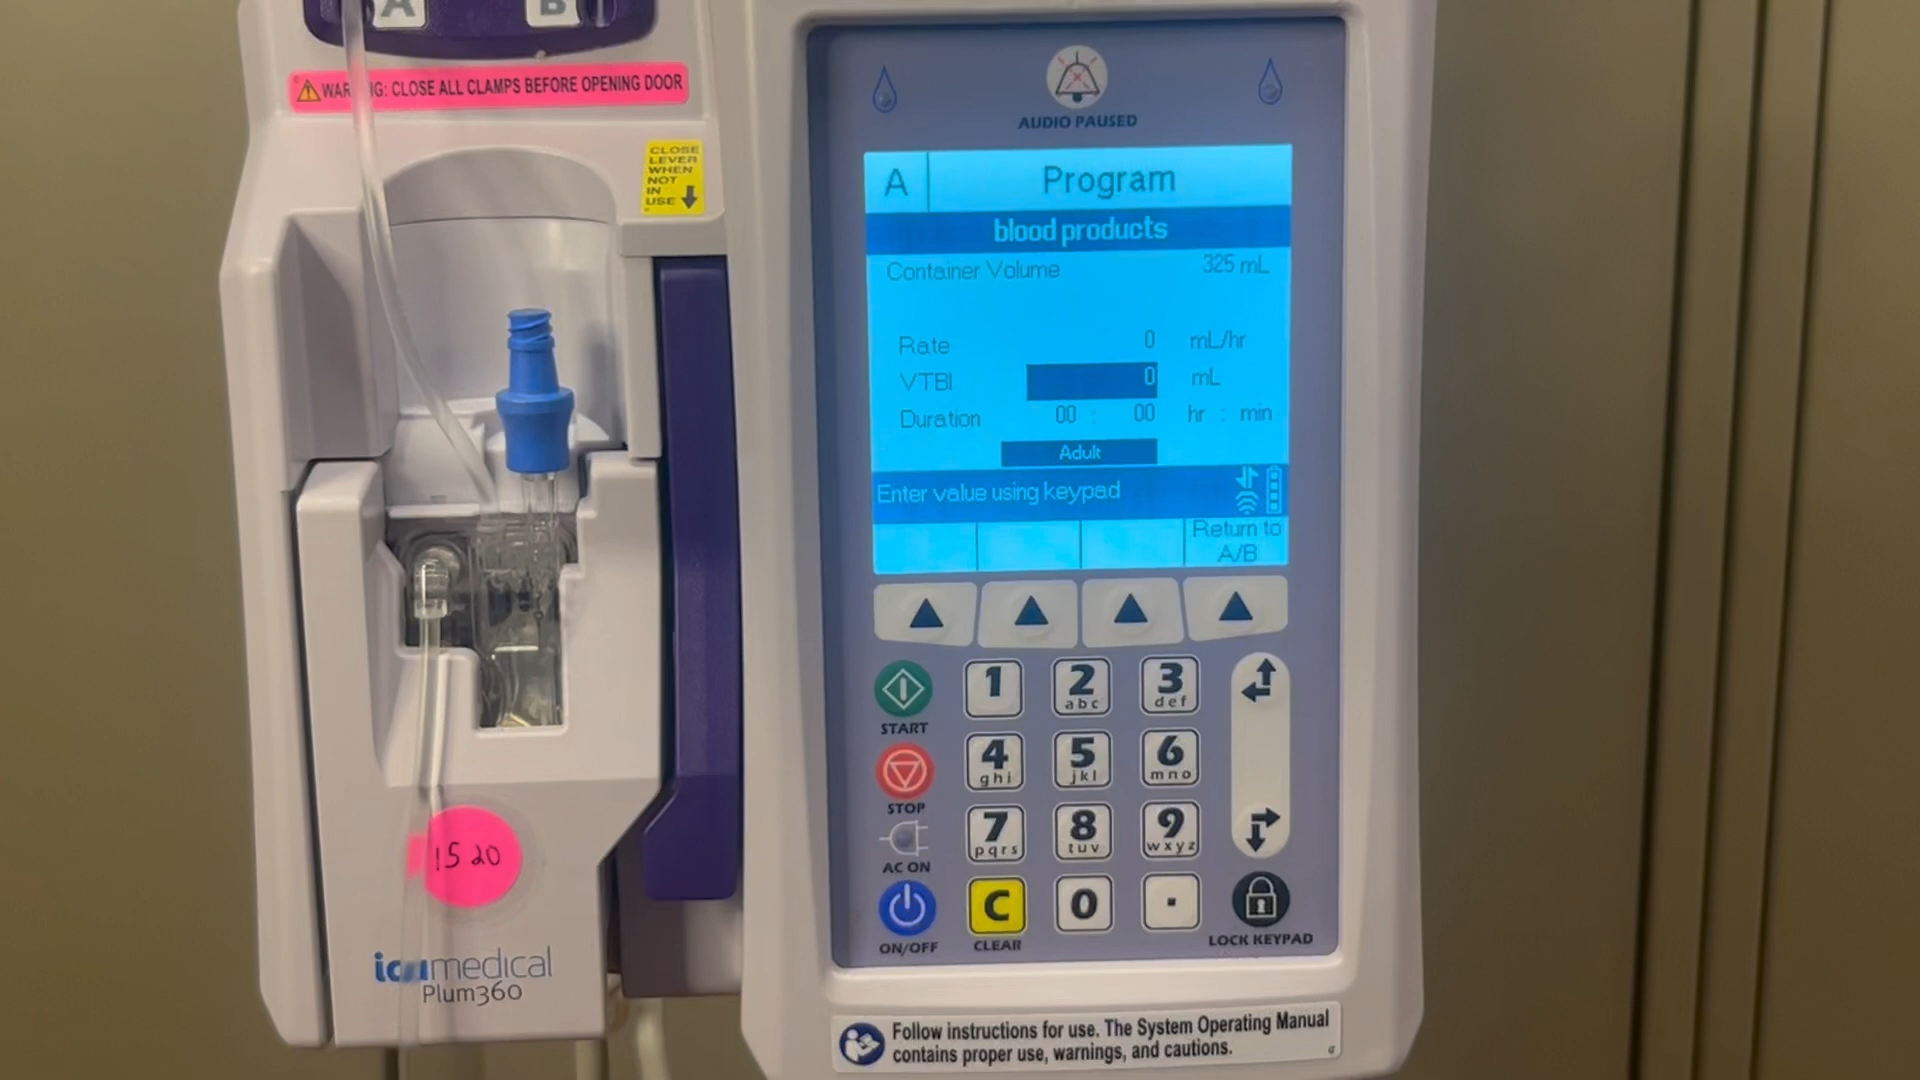 A B
WARNING: CLOSE ALL CLAMPS BEFORE OPENING DOOR
CLOSE
LEVER
WHEN
NOT
IN
USE
AUDIO PAUSED
A Program
blood products
Container Volume 325 mL
Rate 0 mL/hr
VTBI 0 mL
Duration 00 : 00 hr : min
Adult
Enter value using keypad
Return to
A/B
START
1
2 abc
3 def
STOP
4 ghi
5 jkl
6 mno
AC ON
7 pqrs
8 tuv
9 wxyz
ON/OFF
C
CLEAR
0
.
LOCK KEYPAD
1520
icumedical
Plum360
Follow instructions for use. The System Operating Manual
contains proper use, warnings, and cautions.